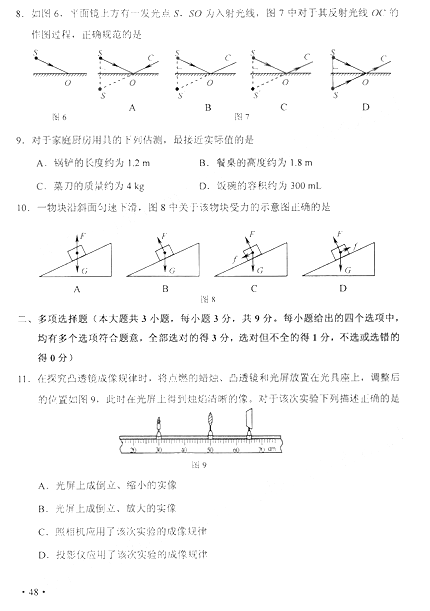 8．如图 6，平面镜上方有一发光点 S，SO 为入射光线，图 7 中对于其反射光线 OC 的
作图过程，正确规范的是
S O S C O S S C O S S C O S S C O S
图 6 A B C D
图 7
9．对于家庭厨房用具的下列估测，最接近实际值的是
A．锅铲的长度约为 1.2 m B．餐桌的高度约为 1.8 m
C．菜刀的质量约为 4 kg D．饭碗的容积约为 300 mL
10．一物块沿斜面匀速下滑，图 8 中关于该物块受力的示意图正确的是
F G F G F f G F f G
A B C D
图 8
二、多项选择题（本大题共 3 小题，每小题 3 分，共 9 分。每小题给出的四个选项中，
均有多个选项符合题意，全部选对的得 3 分，选对但不全的得 1 分，不选或选错的
得 0 分）
11．在探究凸透镜成像规律时，将点燃的蜡烛、凸透镜和光屏放置在光具座上，调整后
的位置如图 9，此时在光屏上得到烛焰清晰的像。对于该次实验下列描述正确的是
20 30 40 50 60 70 cm
图 9
A．光屏上成倒立、缩小的实像
B．光屏上成倒立、放大的实像
C．照相机应用了该次实验的成像规律
D．投影仪应用了该次实验的成像规律
· 48 ·